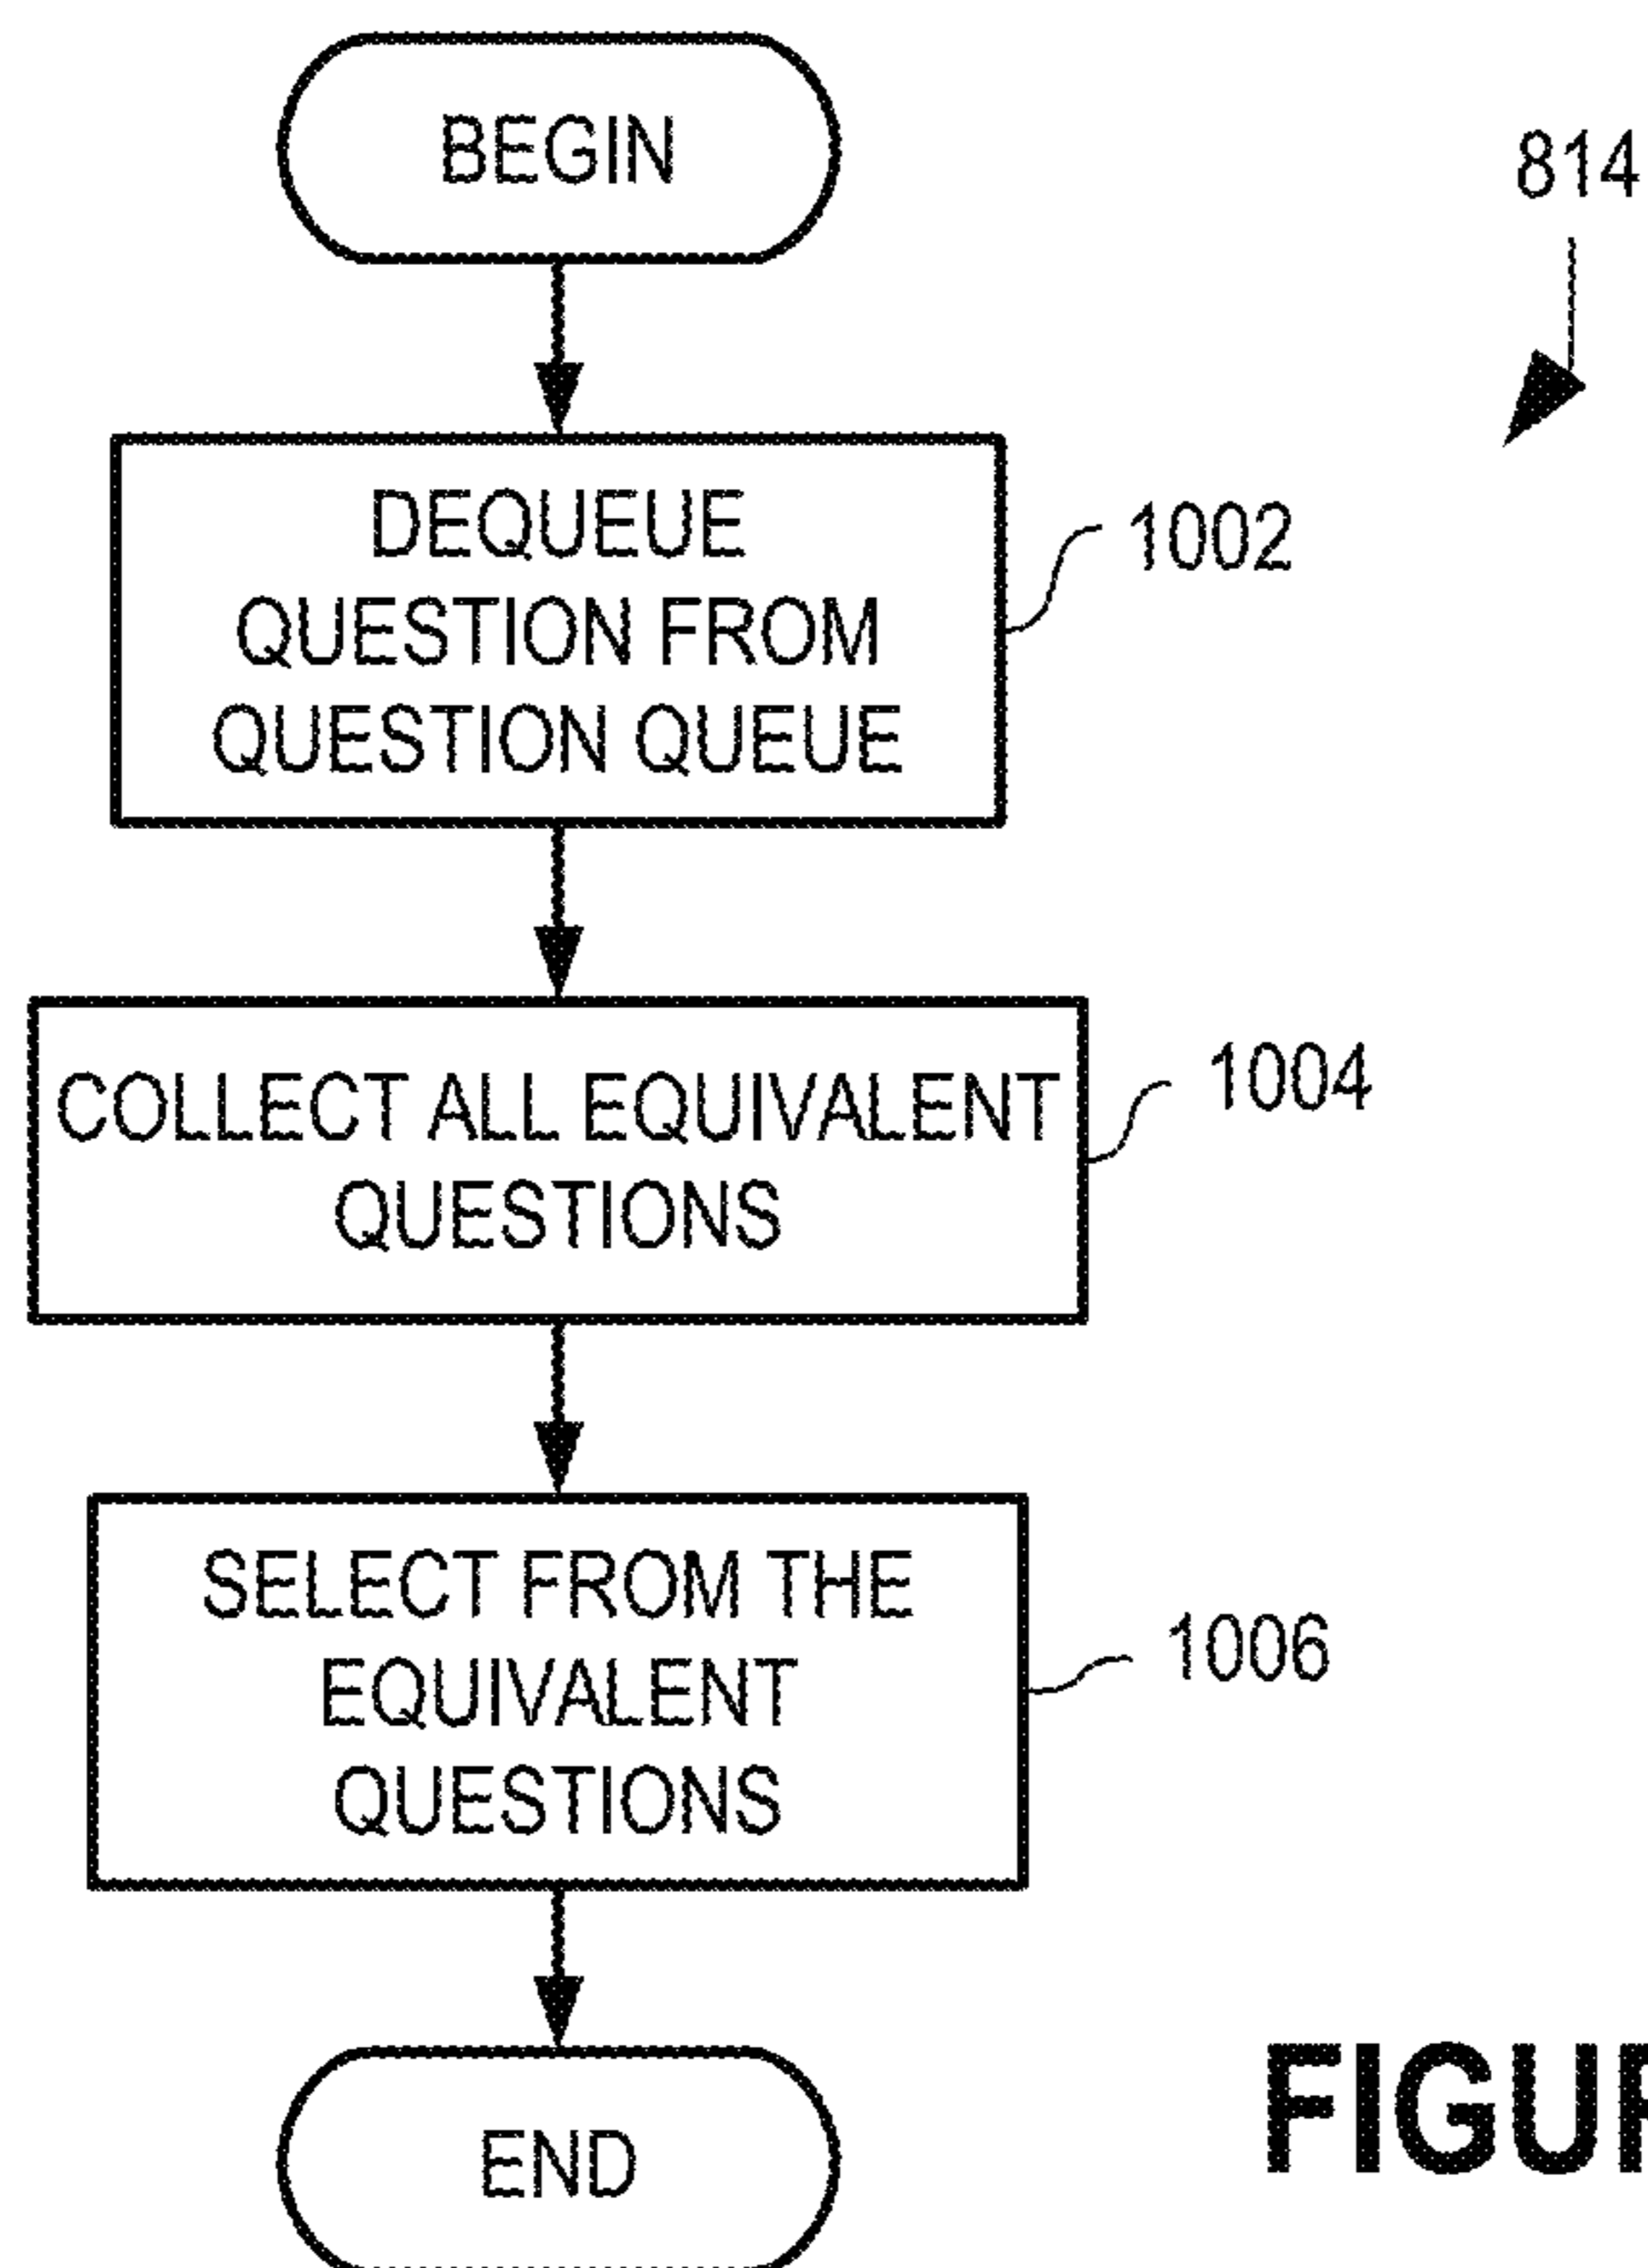 BEGIN
814
DEQUEUE
QUESTION FROM
QUESTION QUEUE
1002
COLLECT ALL EQUIVALENT
QUESTIONS
1004
SELECT FROM THE
EQUIVALENT
QUESTIONS
1006
END